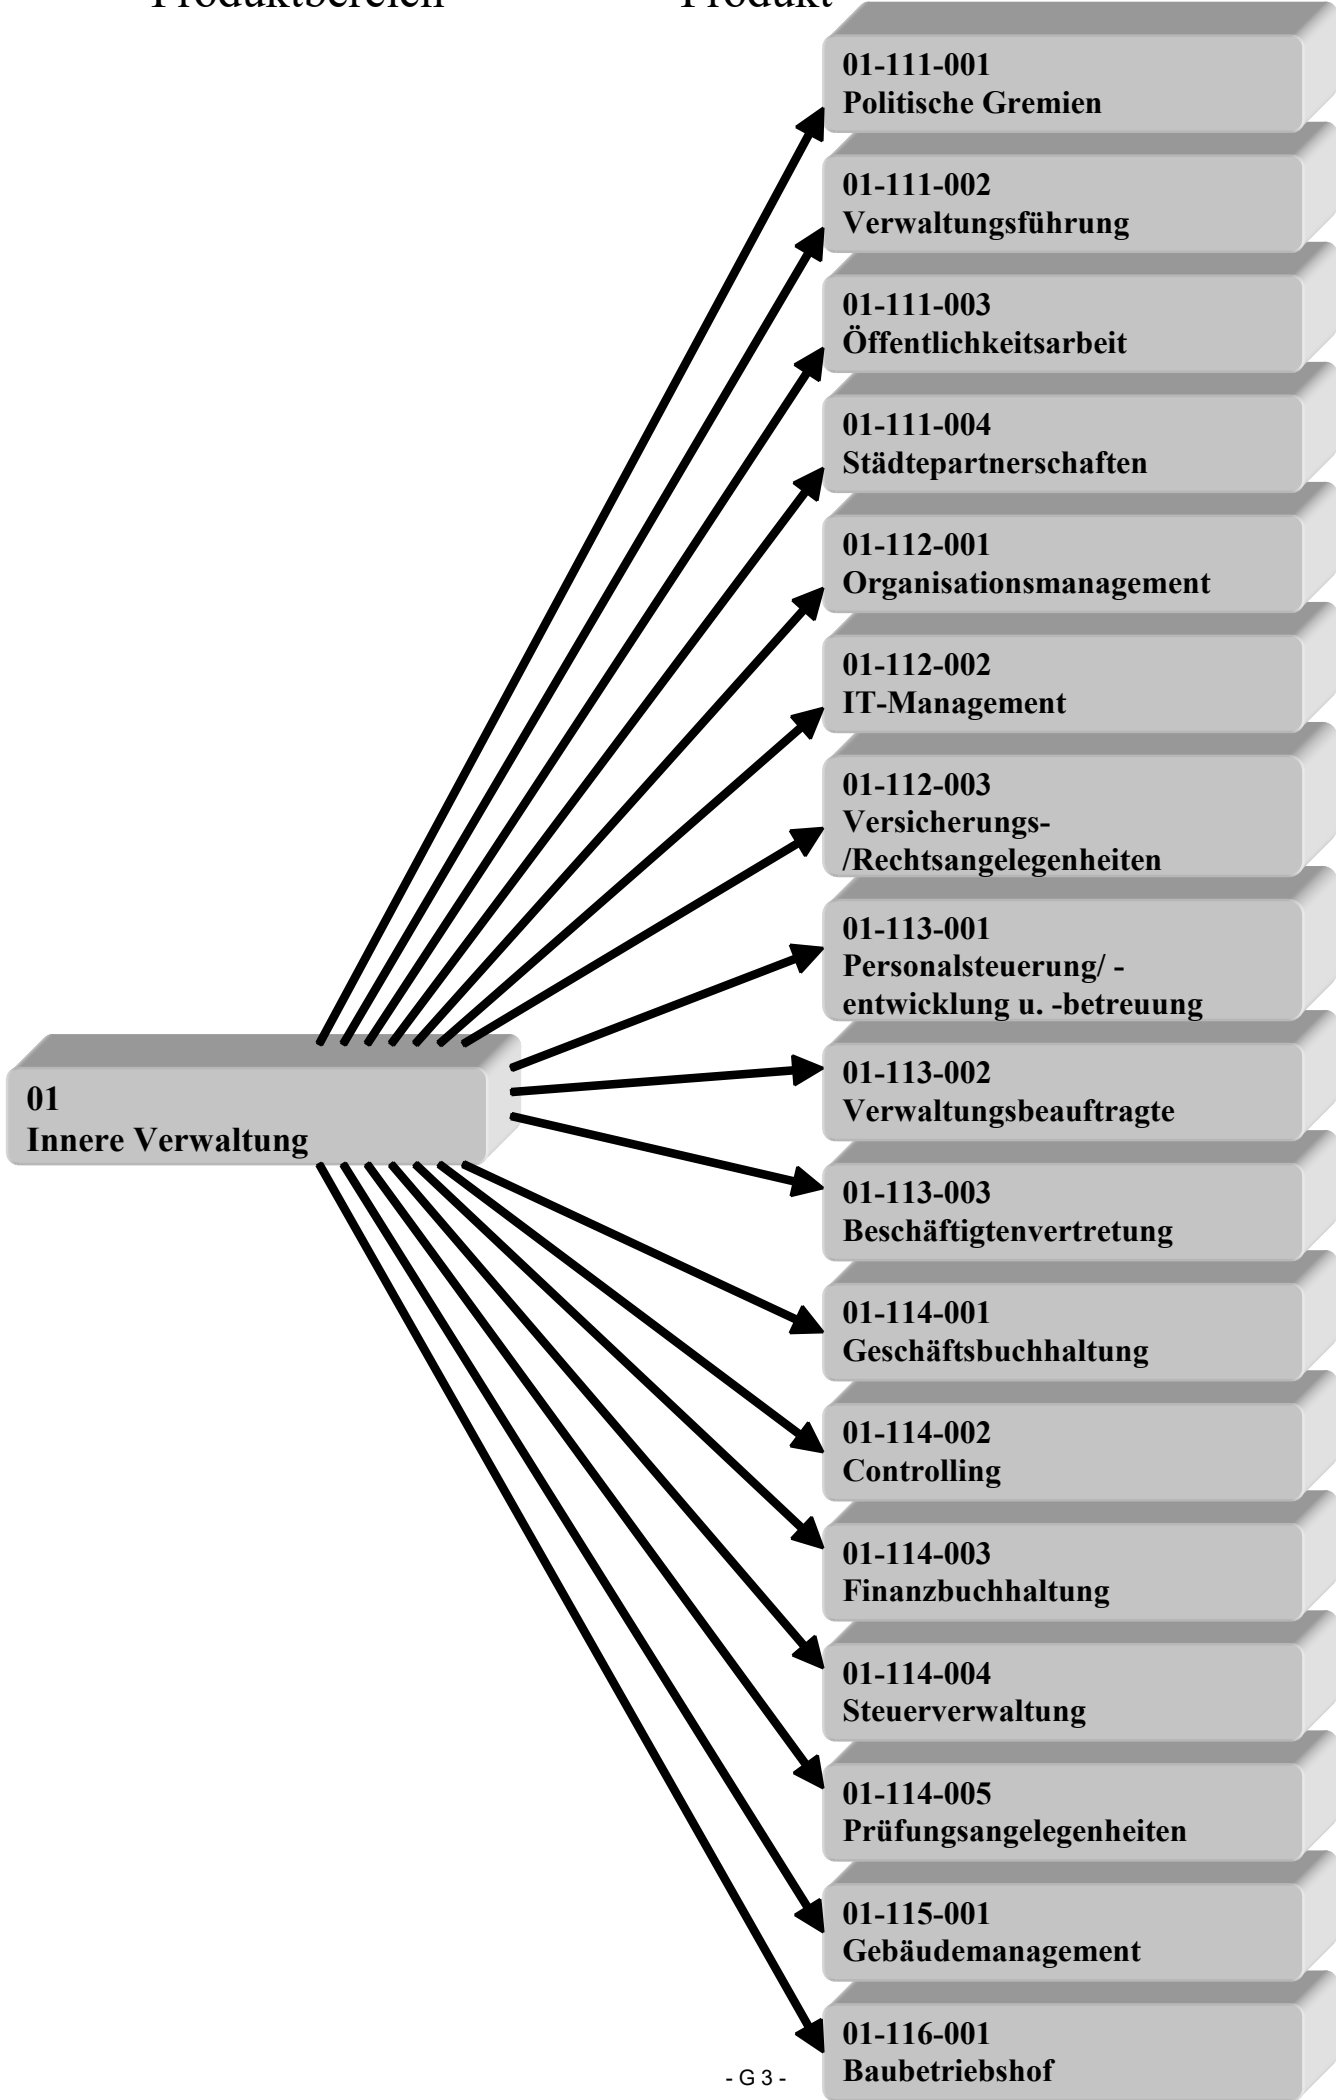 Produktbereich
Produkt
01-111-001
Politische Gremien
01-111-002
Verwaltungsführung
01-111-003
Öffentlichkeitsarbeit
01-111-004
Städtepartnerschaften
01-112-001
Organisationsmanagement
01-112-002
IT-Management
01-112-003
Versicherungs-
/Rechtsangelegenheiten
01-113-001
Personalsteuerung/ -
entwicklung u. -betreuung
01
Innere Verwaltung
01-113-002
Verwaltungsbeauftragte
01-113-003
Beschäftigtenvertretung
01-114-001
Geschäftsbuchhaltung
01-114-002
Controlling
01-114-003
Finanzbuchhaltung
01-114-004
Steuerverwaltung
01-114-005
Prüfungsangelegenheiten
01-115-001
Gebäudemanagement
01-116-001
Baubetriebshof
- G 3 -